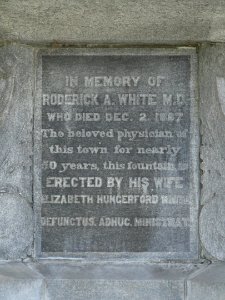 IN MEMORY OF
RODERICK A. WHITE M.D.
WHO DIED DEC. 2, 1887
The beloved physician of
this town, for nearly
50 years, this fountain is
ERECTED BY HIS WIFE
ELIZABETH HUNGERFORD WHITE
DEFUNCTUS, ADHUC, MINISTRAT